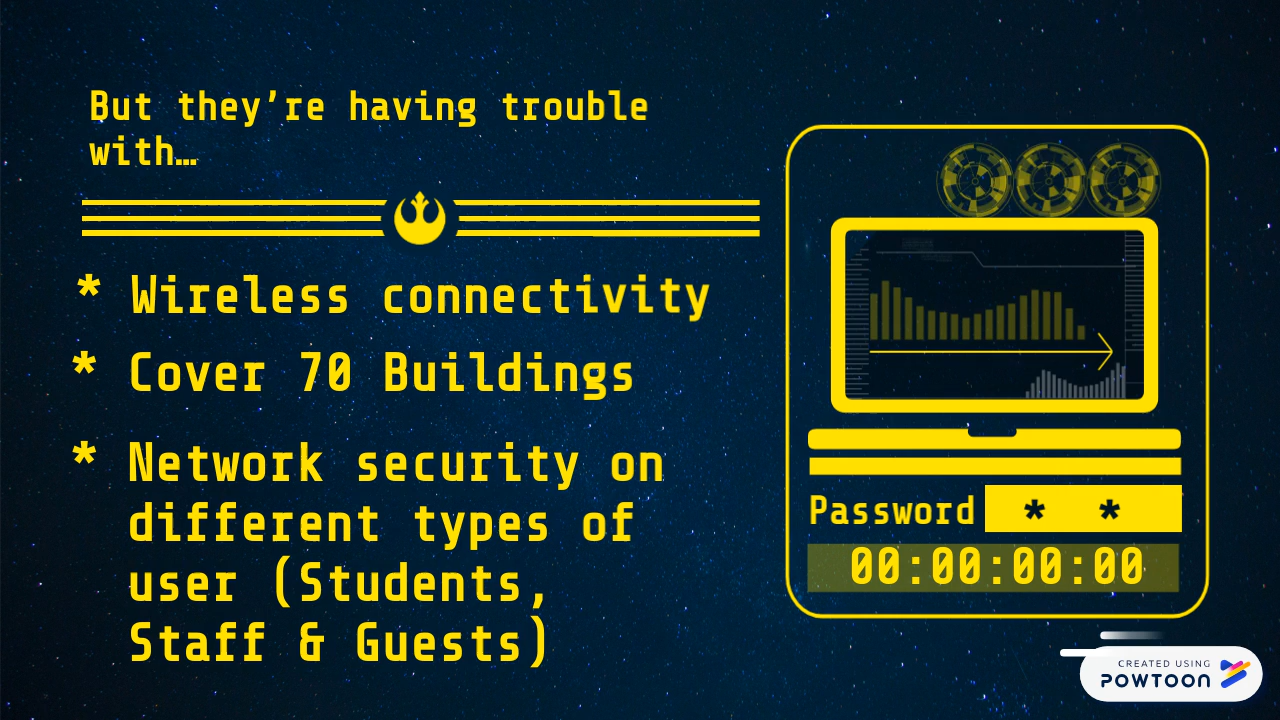 But they’re having trouble
with…
* Wireless connectivity
* Cover 70 Buildings
* Network security on
different types of
user (Students,
Staff & Guests)
Password * *
00:00:00:00
CREATED USING
POWTOON